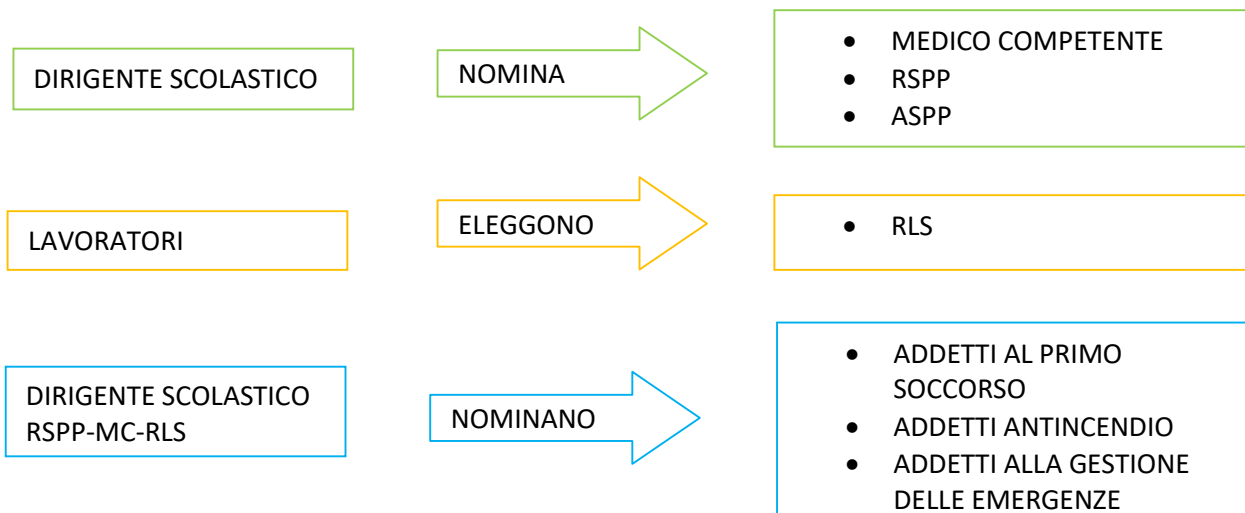 DIRIGENTE SCOLASTICO
NOMINA
• MEDICO COMPETENTE
• RSPP
• ASPP
LAVORATORI
ELEGGONO
• RLS
DIRIGENTE SCOLASTICO
RSPP-MC-RLS
NOMINANO
• ADDETTI AL PRIMO
SOCCORSO
• ADDETTI ANTINCENDIO
• ADDETTI ALLA GESTIONE
DELLE EMERGENZE